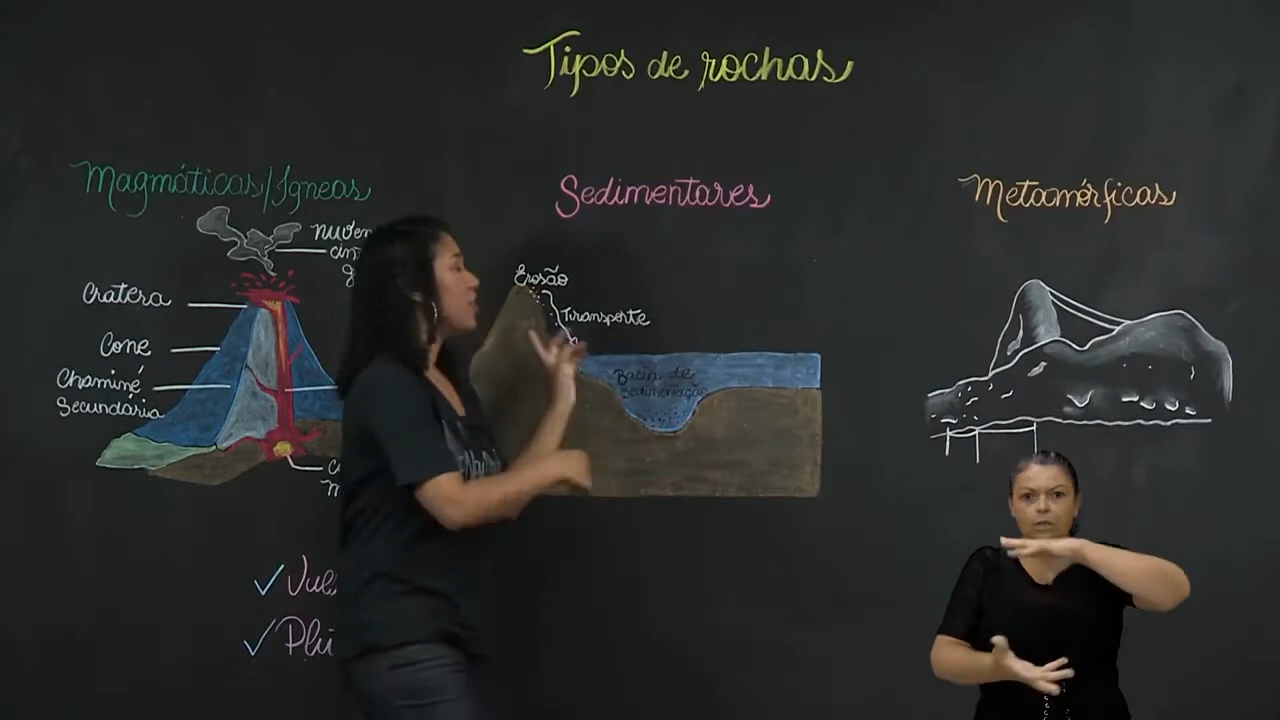 Tipos de rochas
Magmáticas/Ígneas
Sedimentares
Metamórficas
Cratera
Cone
Chaminé
Secundária
Erosão
Transporte
Bacia de
Sedimentação